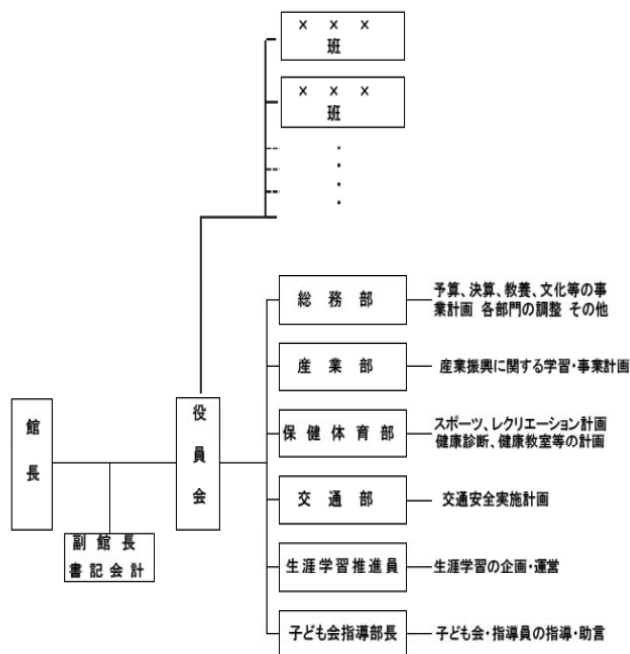 × × ×
班
× × ×
班
総務部
予算、決算、教養、文化等の事
業計画 各部門の調整 その他
産業部
産業振興に関する学習・事業計画
館長
役員会
保健体育部
スポーツ、レクリエーション計画
健康診断、健康教室等の計画
副館長
書記会計
交通部
交通安全実施計画
生涯学習推進員
生涯学習の企画・運営
子ども会指導部長
子ども会・指導員の指導・助言